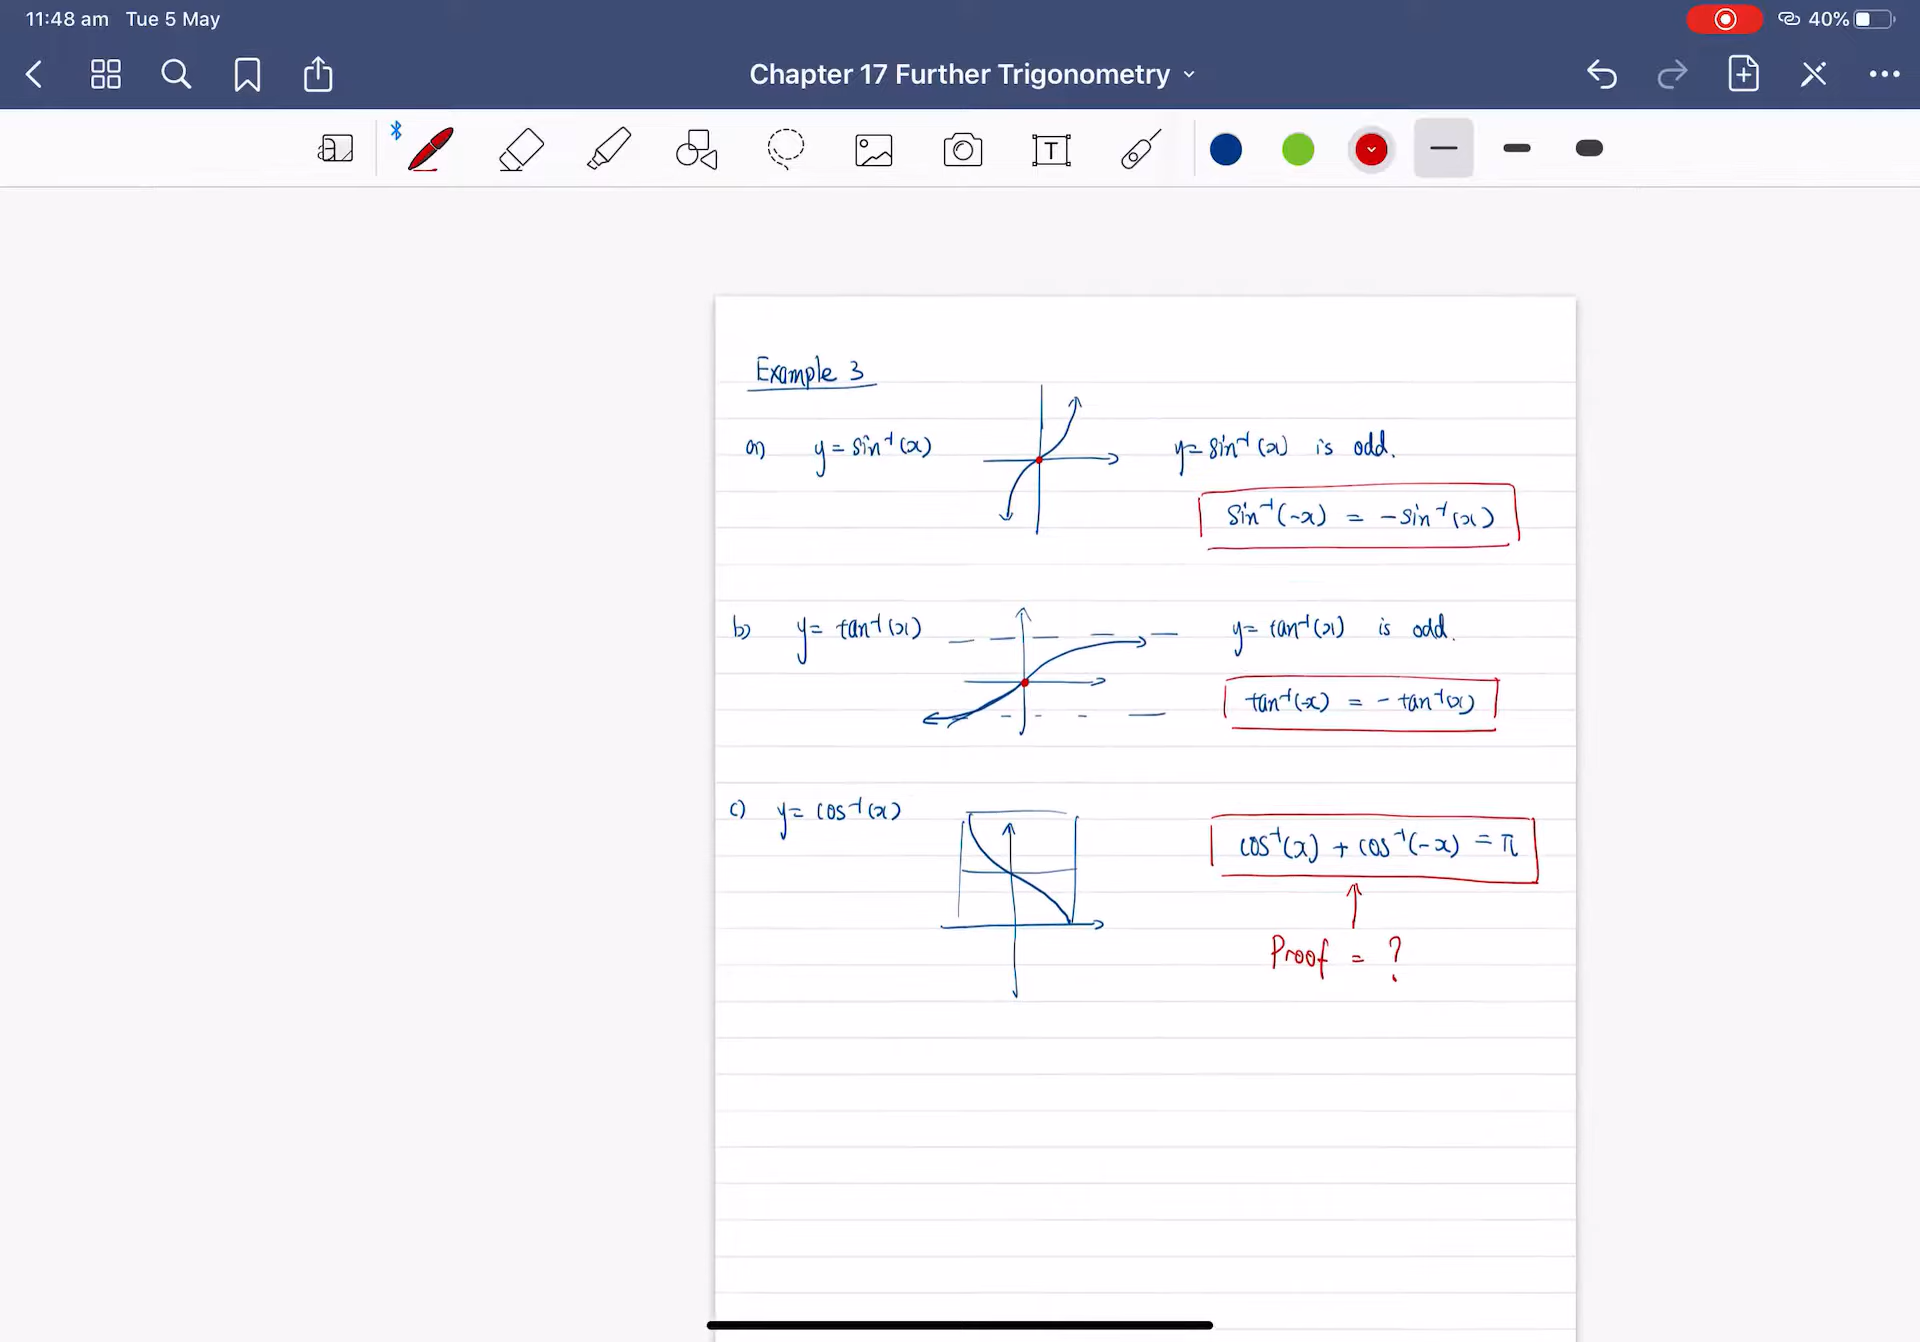 11:48 am Tue 5 May
40%
Chapter 17 Further Trigonometry
a
T
Example 3
a) y = sin⁻¹(x)
y = sin⁻¹(x) is odd.
sin⁻¹(-x) = -sin⁻¹(x)
b) y = tan⁻¹(x)
y = tan⁻¹(x) is odd.
tan⁻¹(-x) = - tan⁻¹(x)
c) y = cos⁻¹(x)
cos⁻¹(x) + cos⁻¹(-x) = π
Proof = ?